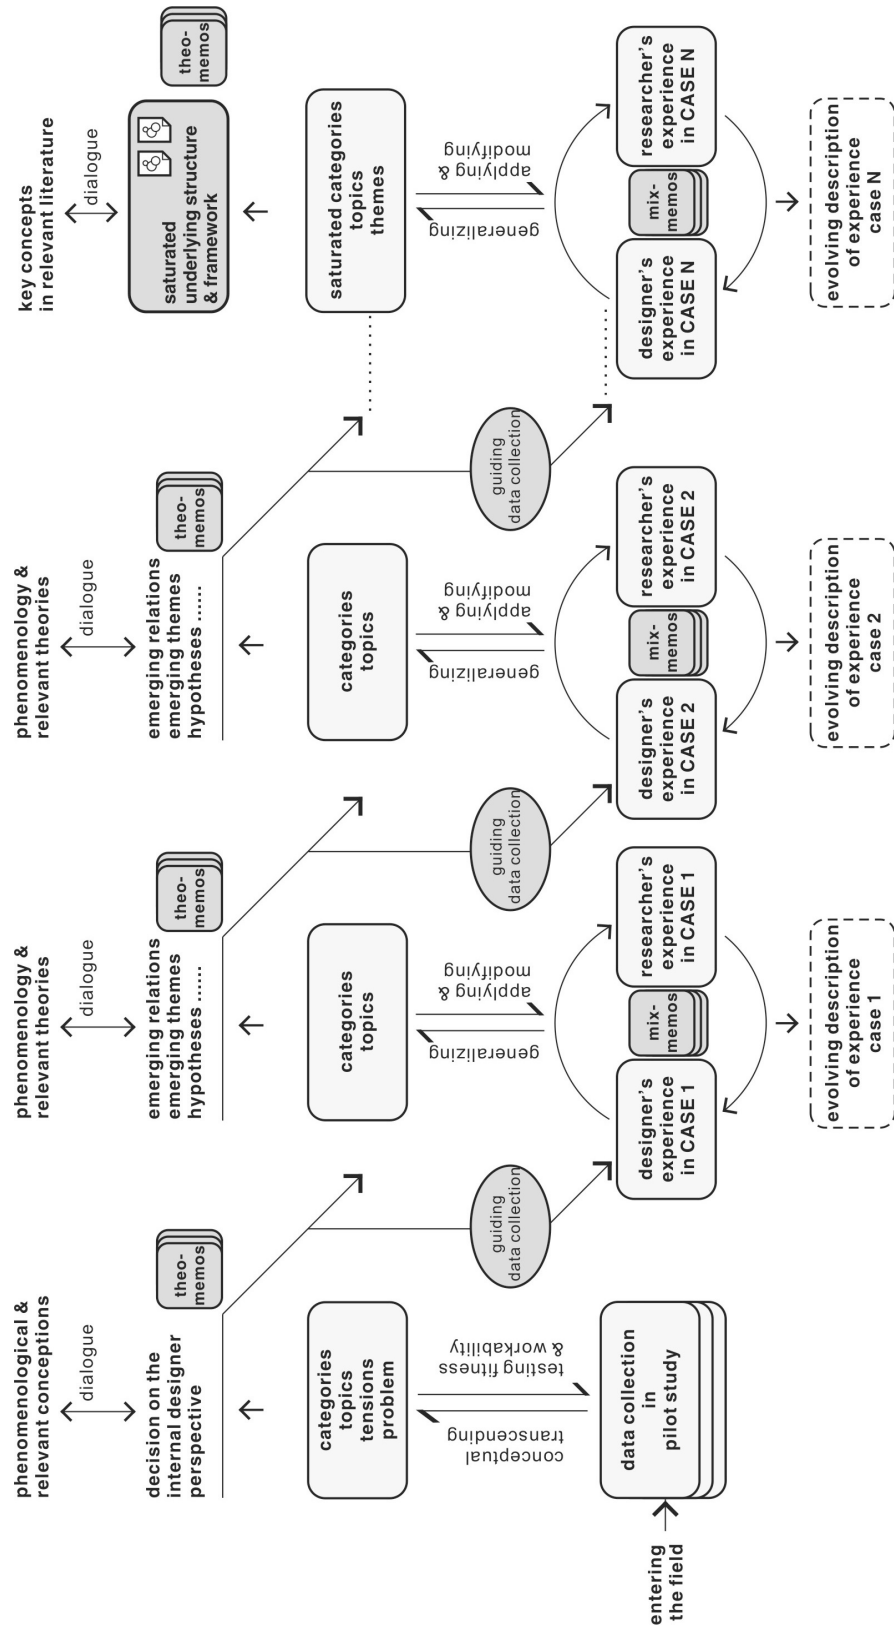 entering
the field
phenomenological &
relevant conceptions
dialogue
decision on the
internal designer
perspective
theo-
memos
categories
topics
tensions
problem
conceptual
transcending
testing fitness
& workability
data collection
in
pilot study
guiding
data collection
phenomenology &
relevant theories
dialogue
emerging relations
emerging themes
hypotheses ......
theo-
memos
categories
topics
generalizing
applying &
modifying
designer's
experience
in CASE 1
mix-
memos
researcher's
experience
in CASE 1
evolving description
of experience
case 1
guiding
data collection
phenomenology &
relevant theories
dialogue
emerging relations
emerging themes
hypotheses ......
theo-
memos
categories
topics
generalizing
applying &
modifying
designer's
experience
in CASE 2
mix-
memos
researcher's
experience
in CASE 2
evolving description
of experience
case 2
guiding
data collection
key concepts
in relevant literature
dialogue
saturated
underlying structure
& framework
theo-
memos
saturated categories
topics
themes
generalizing
applying &
modifying
designer's
experience
in CASE N
mix-
memos
researcher's
experience
in CASE N
evolving description
of experience
case N